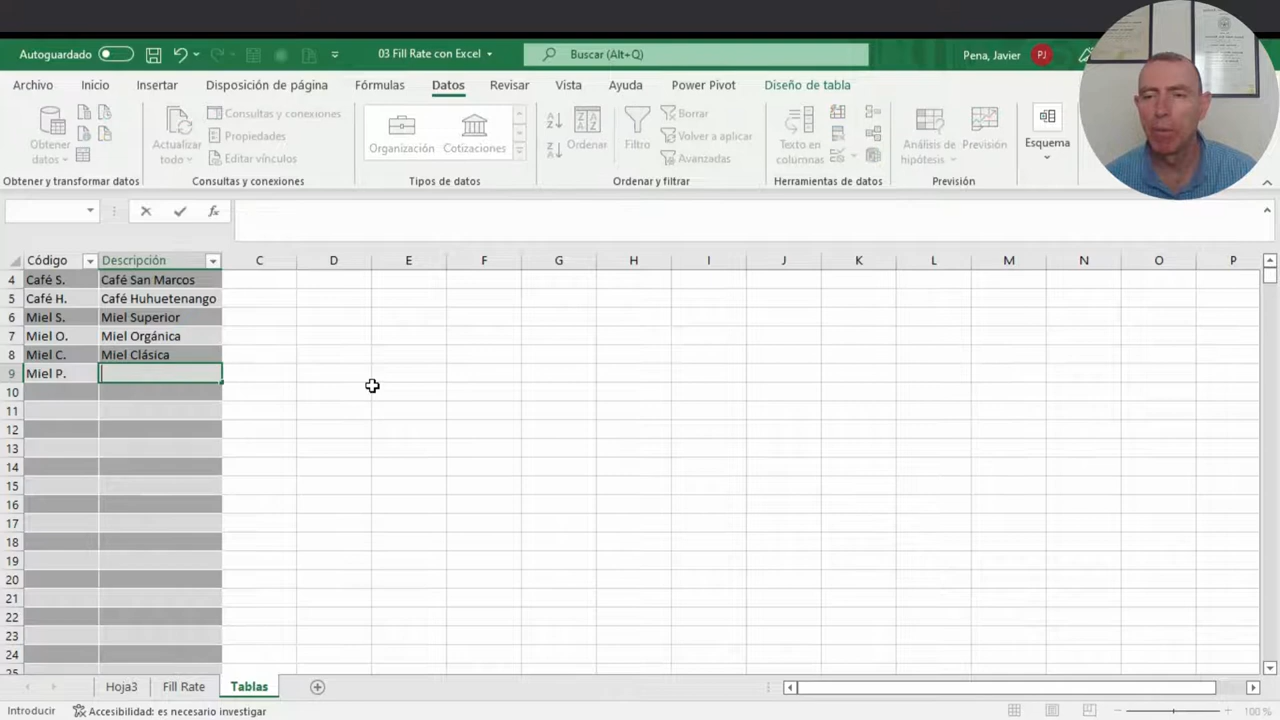 Autoguardado
03 Fill Rate con Excel
Buscar (Alt+Q)
Pena, Javier
PJ
Archivo
Inicio
Insertar
Disposición de página
Fórmulas
Datos
Revisar
Vista
Ayuda
Power Pivot
Diseño de tabla
Obtener datos
Actualizar todo
Consultas y conexiones
Propiedades
Editar vínculos
Organización
Cotizaciones
Ordenar
Filtro
Borrar
Volver a aplicar
Avanzadas
Texto en columnas
Análisis de hipótesis
Previsión
Esquema
Obtener y transformar datos
Consultas y conexiones
Tipos de datos
Ordenar y filtrar
Herramientas de datos
Previsión
fx
Código Descripción C D E F G H I J K L M N O P
4 Café S. Café San Marcos
5 Café H. Café Huhuetenango
6 Miel S. Miel Superior
7 Miel O. Miel Orgánica
8 Miel C. Miel Clásica
9 Miel P.
10
11
12
13
14
15
16
17
18
19
20
21
22
23
24
25
Hoja3
Fill Rate
Tablas
Introducir
Accesibilidad: es necesario investigar
100 %